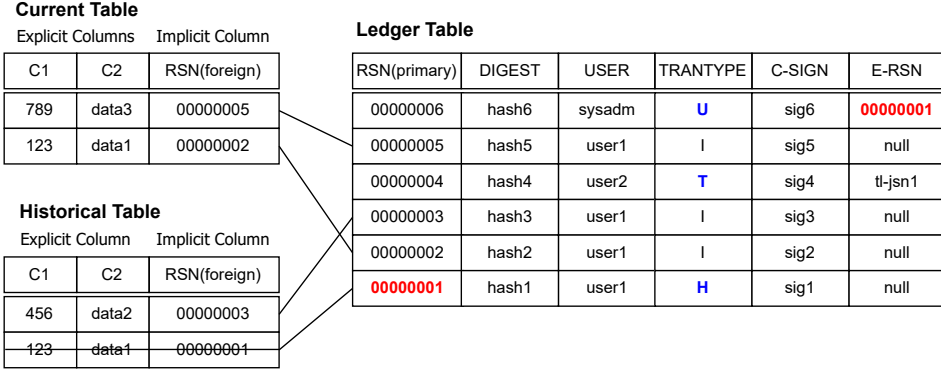 Current Table
Explicit Columns Implicit Column
C1 C2 RSN(foreign)
789 data3 00000005
123 data1 00000002
Historical Table
Explicit Column Implicit Column
C1 C2 RSN(foreign)
456 data2 00000003
123 data1 00000001
Ledger Table
RSN(primary) DIGEST USER TRANTYPE C-SIGN E-RSN
00000006 hash6 sysadm U sig6 00000001
00000005 hash5 user1 I sig5 null
00000004 hash4 user2 T sig4 tl-jsn1
00000003 hash3 user1 I sig3 null
00000002 hash2 user1 I sig2 null
00000001 hash1 user1 H sig1 null